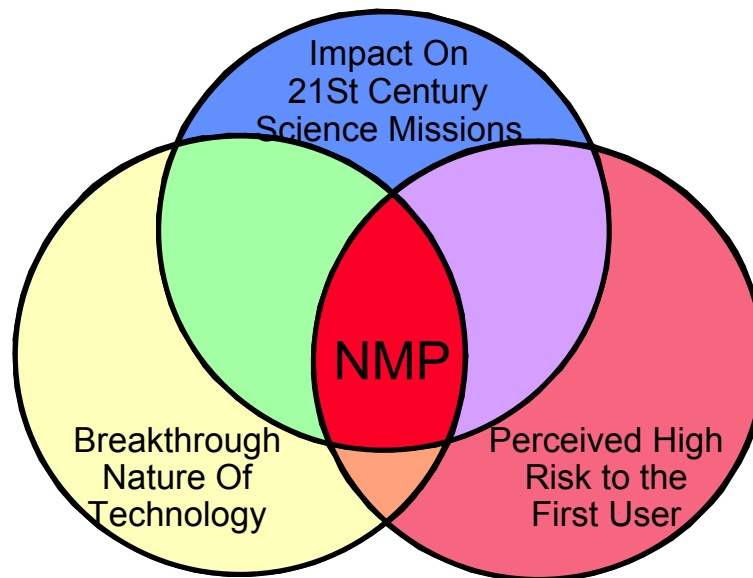 Impact On
21St Century
Science Missions
NMP
Breakthrough
Nature Of
Technology
Perceived High
Risk to the
First User